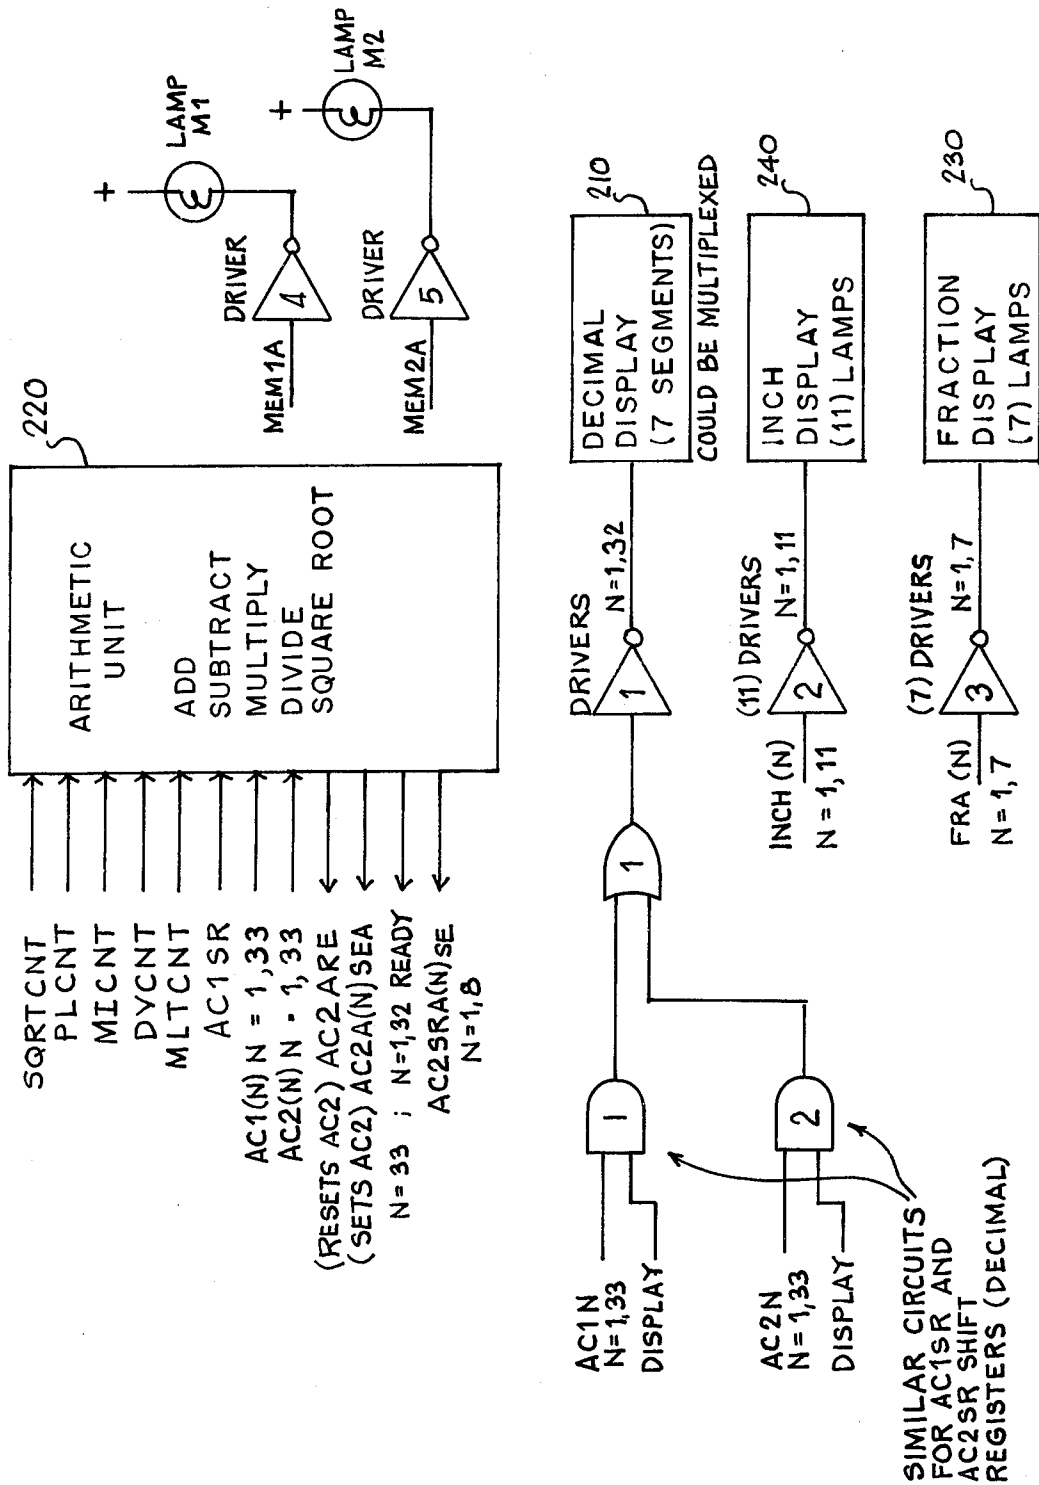 220
ARITHMETIC
UNIT
ADD
SUBTRACT
MULTIPLY
DIVIDE
SQUARE ROOT
SQRTCNT
PLCNT
MICNT
DYCNT
MLTCNT
AC1SR
AC1(N) N = 1,33
AC2(N) N - 1, 33
(RESETS AC2) AC2ARE
(SETS AC2) AC2A(N)SEA
N = 33 ; N=1,32 READY
AC2SRA(N)SE
N=1,8
+
LAMP
M1
DRIVER
4
MEM1A
+
LAMP
M2
DRIVER
5
MEM2A
AC1N
N=1,33
DISPLAY
1
AC2N
N = 1,33
DISPLAY
2
SIMILAR CIRCUITS
FOR AC1SR AND
AC2SR SHIFT
REGISTERS (DECIMAL)
1
DRIVERS
1
N=1,32
DECIMAL
DISPLAY
(7 SEGMENTS)
210
COULD BE MULTIPLEXED
INCH (N)
N = 1, 11
(11) DRIVERS
2
N=1, 11
INCH
DISPLAY
(11) LAMPS
240
FRA (N)
N = 1, 7
(7) DRIVERS
3
N=1, 7
FRACTION
DISPLAY
(7) LAMPS
230